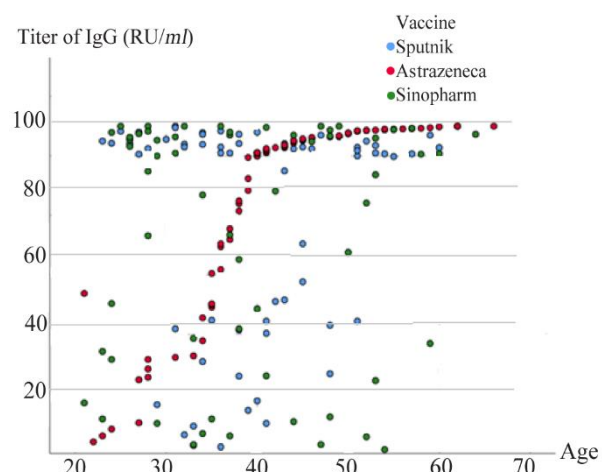 Vaccine
Titer of IgG (RU/ml)
Sputnik
Astrazeneca
Sinopharm
100
80
60
40
20
20 30 40 50 60 70 Age